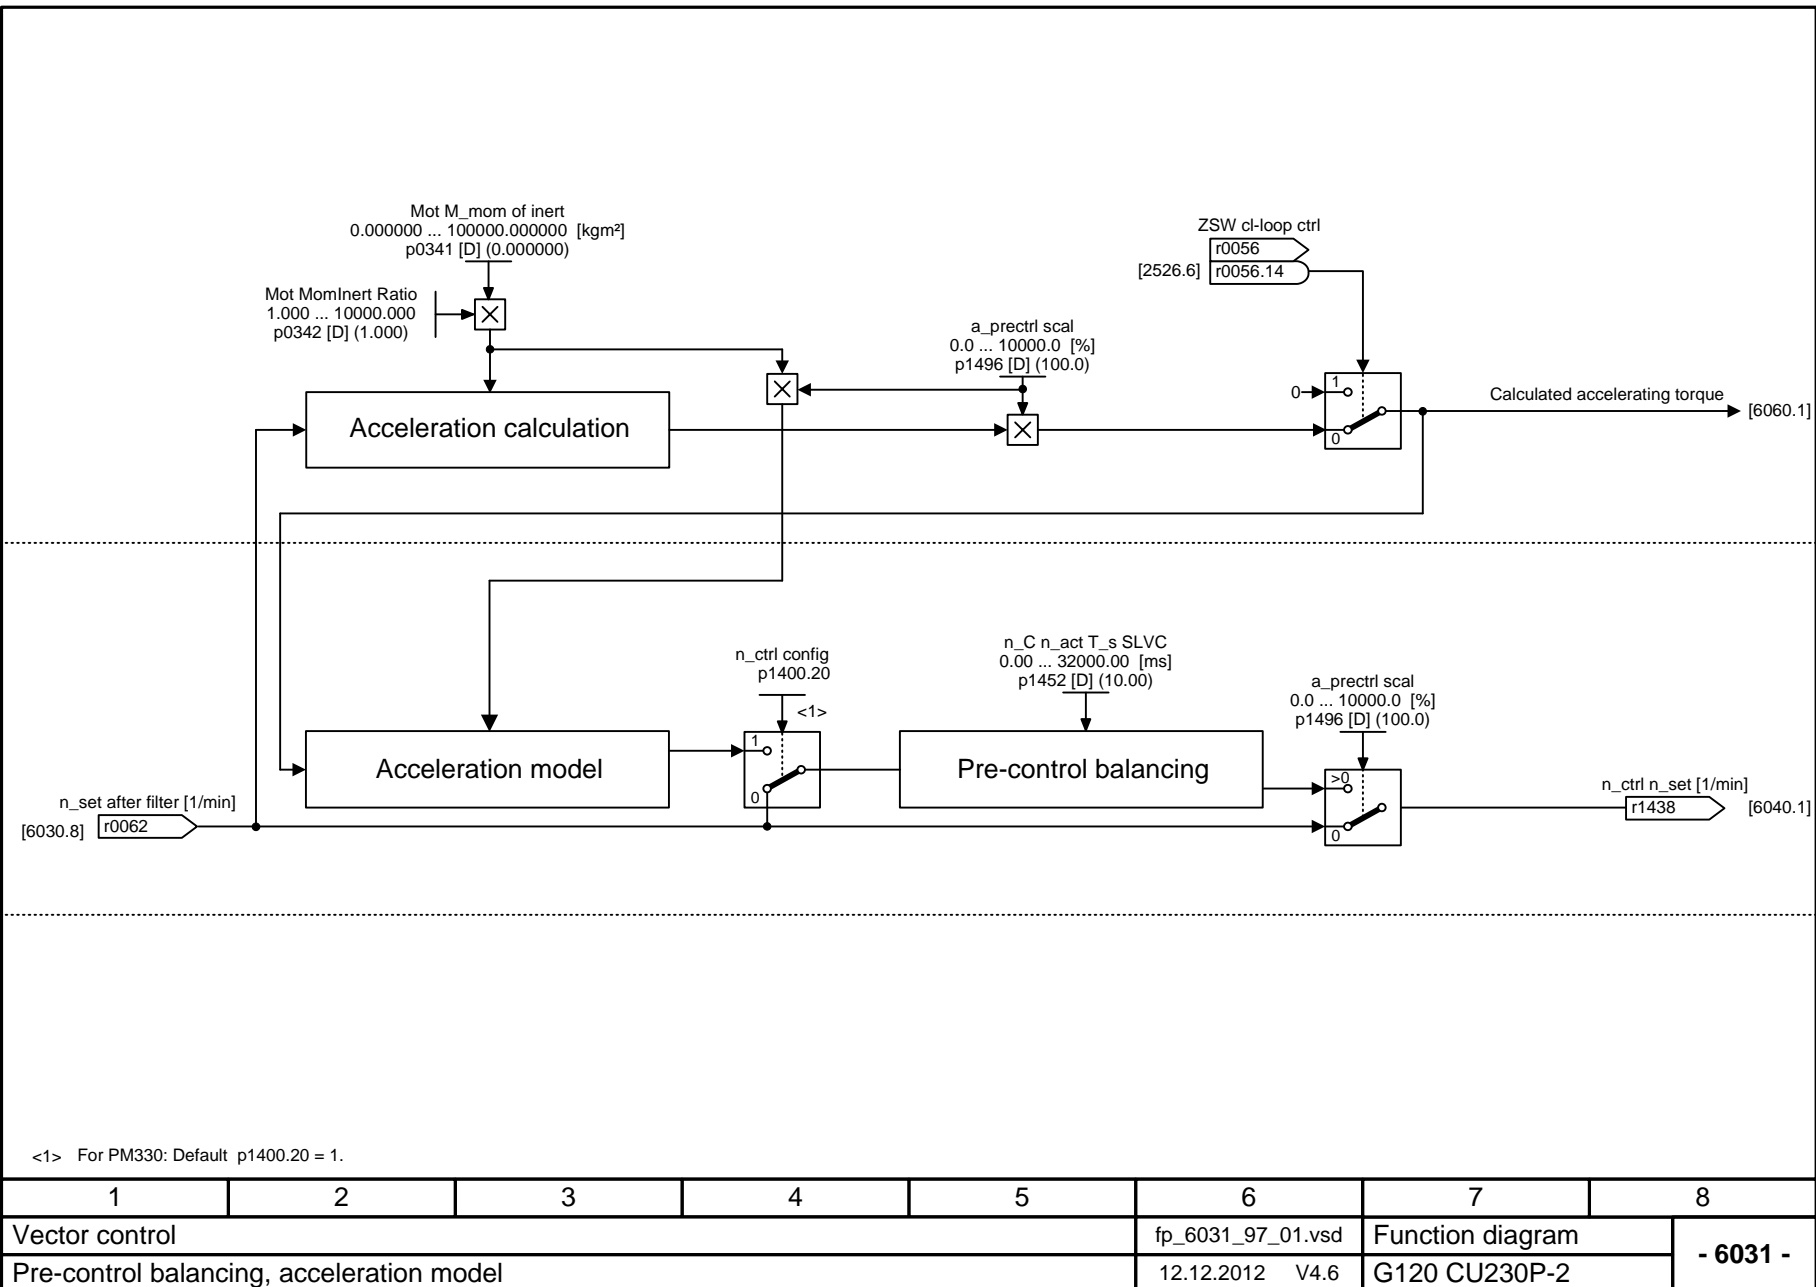 Mot M_mom of inert
0.000000 ... 100000.000000 [kgm²]
p0341 [D] (0.000000)
Mot MomInert Ratio
1.000 ... 10000.000
p0342 [D] (1.000)
ZSW cl-loop ctrl
r0056
[2526.6] r0056.14
a_prectrl scal
0.0 ... 10000.0 [%]
p1496 [D] (100.0)
0
1
0
Calculated accelerating torque
[6060.1]
Acceleration calculation
n_ctrl config
p1400.20
<1>
n_C n_act T_s SLVC
0.00 ... 32000.00 [ms]
p1452 [D] (10.00)
a_prectrl scal
0.0 ... 10000.0 [%]
p1496 [D] (100.0)
Acceleration model
1
0
Pre-control balancing
>0
0
n_set after filter [1/min]
[6030.8] r0062
n_ctrl n_set [1/min]
r1438 [6040.1]
<1> For PM330: Default p1400.20 = 1.
1 2 3 4 5 6 7 8
Vector control fp_6031_97_01.vsd Function diagram
- 6031 -
Pre-control balancing, acceleration model 12.12.2012 V4.6 G120 CU230P-2